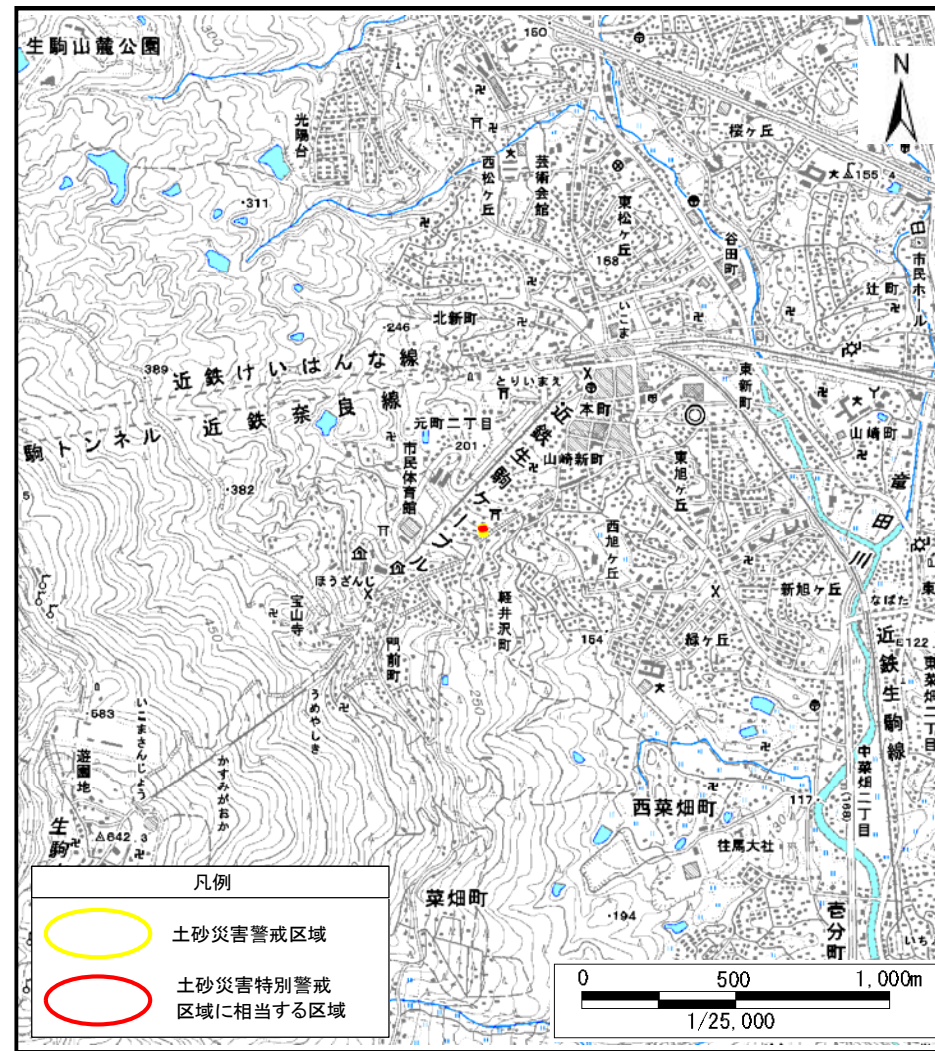 生駒山麓公園
300
160
N
光陽台
西松ヶ丘
芸術会館
桜ヶ丘
155.4
東松ヶ丘
・311
谷田町
市民ホール
168
辻町
いこま
北新町
・246
389
近鉄けいはんな線
とりいまえ
東新町
本町
駒トンネル 近鉄奈良線
元町二丁目
201
山崎町
市民体育館
山崎新町
東旭ヶ丘
近鉄生駒ケーブル
・382
竜田川
西旭ヶ丘
ほうざんじ
新旭ヶ丘
なばた
宝山寺
軽井沢町
154
緑ヶ丘
門前町
122
近鉄生駒線
東菜畑二丁目
250
うめやしき
・583
いこまさんじょう
遊園地
かすみがおか
中菜畑二丁目
(168)
西菜畑町
117
642.3
生駒
往馬大社
菜畑町
・194
壱分町
いち
凡例
土砂災害警戒区域
土砂災害特別警戒
区域に相当する区域
0 500 1,000m
1/25,000